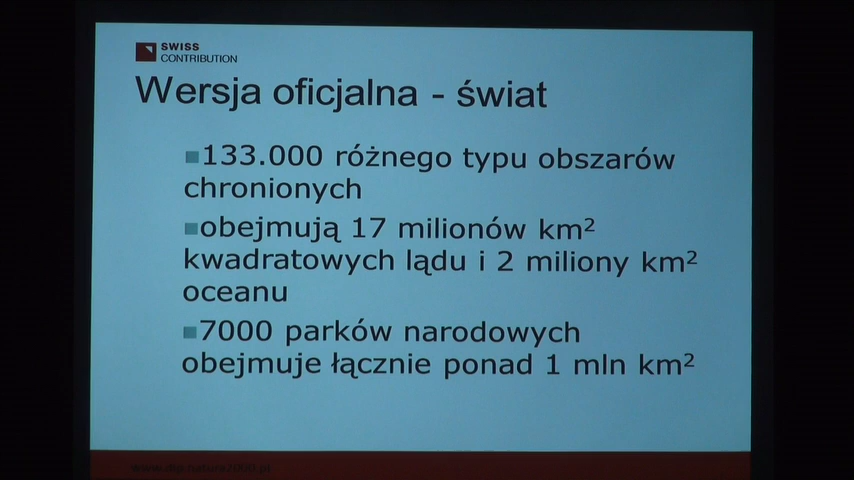 SWISS
CONTRIBUTION
Wersja oficjalna - świat
133.000 różnego typu obszarów
chronionych
obejmują 17 milionów km²
kwadratowych lądu i 2 miliony km²
oceanu
7000 parków narodowych
obejmuje łącznie ponad 1 mln km²